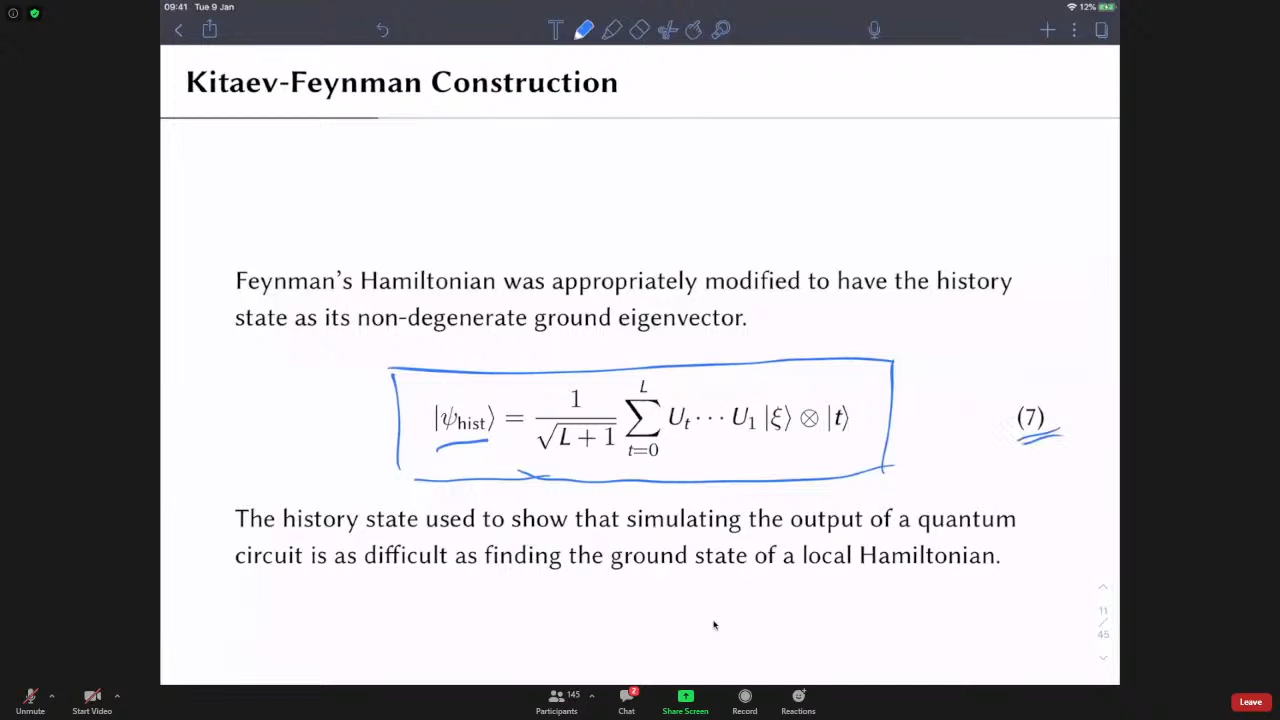 09:41 Tue 9 Jan
12%
Kitaev-Feynman Construction
Feynman's Hamiltonian was appropriately modified to have the history
state as its non-degenerate ground eigenvector.
|ψ_hist⟩ = 1/√(L + 1) ∑_{t=0}^{L} U_t ⋯ U_1 |ξ⟩ ⊗ |t⟩ (7)
The history state used to show that simulating the output of a quantum
circuit is as difficult as finding the ground state of a local Hamiltonian.
11
/
45
Unmute
Start Video
145
Participants
2
Chat
Share Screen
Record
Reactions
Leave